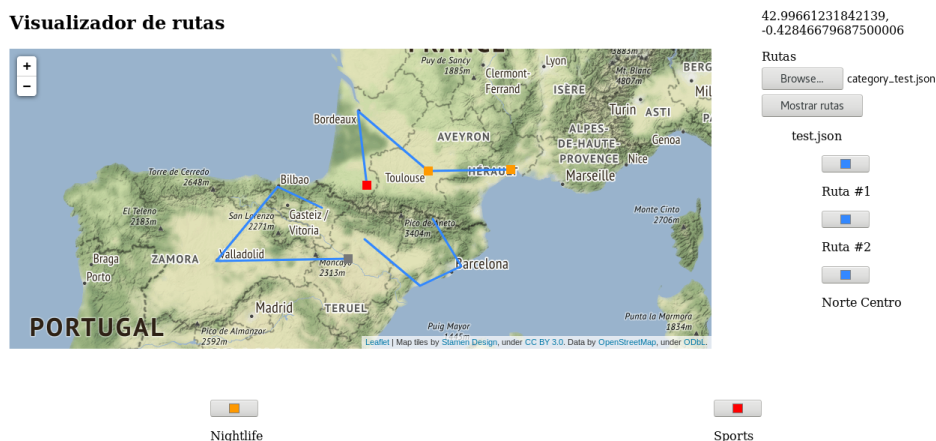 Visualizador de rutas
42.99661231842139,
-0.42846679687500006
Rutas
Browse...
category_test.json
Mostrar rutas
test.json
Ruta #1
Ruta #2
Norte Centro
+
−
FRANCE
Puy de Sancy
1885m
Clermont-
Ferrand
Lyon
3883m
Mt. Blanc
4807m
BERG
Mil
ISÈRE
Turin
ASTI
Bordeaux
AVEYRON
ALPES-
DE-HAUTE-
PROVENCE
Genoa
Nice
Toulouse
HÉRAULT
Marseille
Torre de Cerredo
2648m
Bilbao
El Teleno
2183m
San Lorenzo
2271m
Gasteiz /
Vitoria
Pico de Aneto
3404m
Monte Cinto
2706m
Braga
ZAMORA
Valladolid
Moncayo
2313m
Barcelona
Porto
Madrid
TERUEL
PORTUGAL
Pico de Almanzor
2592m
Puig Mayor
Punta la Marmora
1834m
Leaflet | Map tiles by Stamen Design, under CC BY 3.0. Data by OpenStreetMap, under ODbL.
Nightlife
Sports